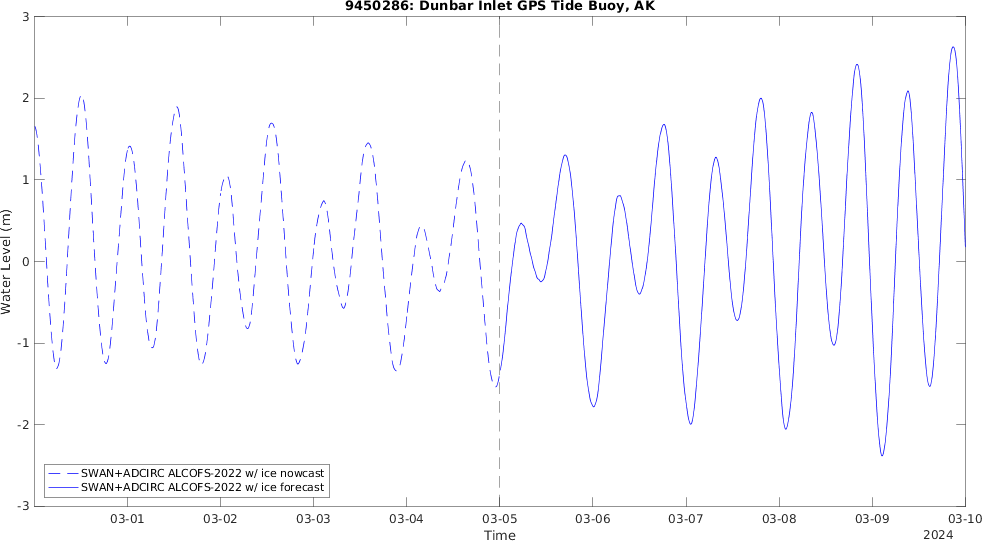 9450286: Dunbar Inlet GPS Tide Buoy, AK
3
2
1
0
-1
-2
-3
Water Level (m)
SWAN+ADCIRC ALCOFS-2022 w/ ice nowcast
SWAN+ADCIRC ALCOFS-2022 w/ ice forecast
03-01 03-02 03-03 03-04 03-05 03-06 03-07 03-08 03-09 03-10
Time
2024